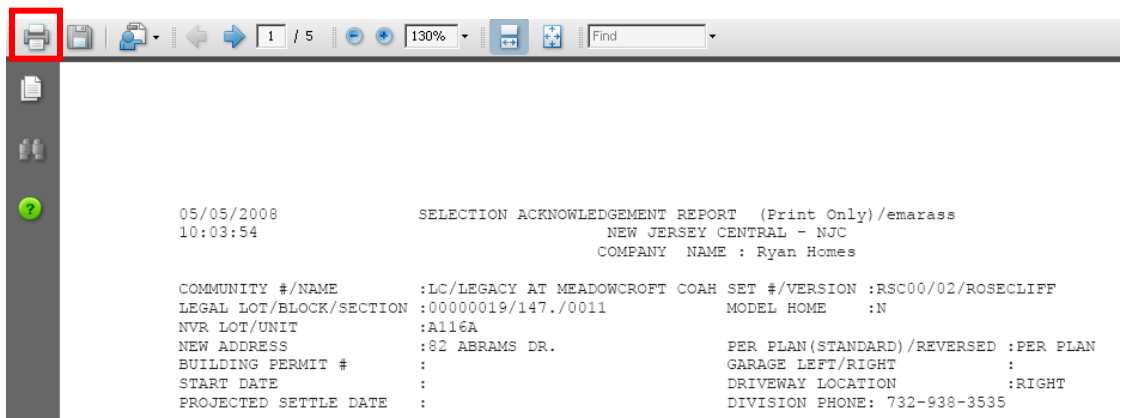 1 / 5 130% Find
?
05/05/2008 SELECTION ACKNOWLEDGEMENT REPORT (Print Only)/emarass
10:03:54 NEW JERSEY CENTRAL - NJC
COMPANY NAME : Ryan Homes
COMMUNITY #/NAME :LC/LEGACY AT MEADOWCROFT COAH SET #/VERSION :RSC00/02/ROSECLIFF
LEGAL LOT/BLOCK/SECTION :00000019/147./0011 MODEL HOME :N
NVR LOT/UNIT :A116A
NEW ADDRESS :82 ABRAMS DR. PER PLAN(STANDARD)/REVERSED :PER PLAN
BUILDING PERMIT # : GARAGE LEFT/RIGHT :
START DATE : DRIVEWAY LOCATION :RIGHT
PROJECTED SETTLE DATE : DIVISION PHONE: 732-938-3535